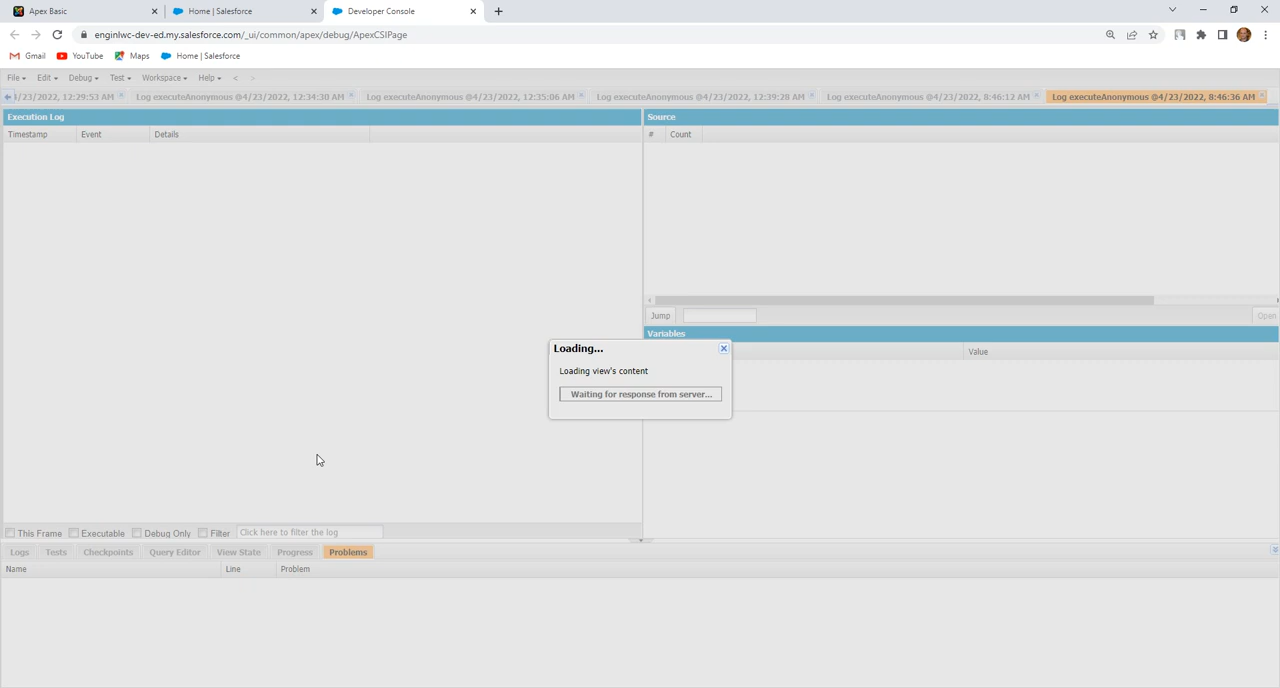 Apex Basic
Home | Salesforce
Developer Console
enginlwc-dev-ed.my.salesforce.com/_ui/common/apex/debug/ApexCSIPage
Gmail
YouTube
Maps
Home | Salesforce
File
Edit
Debug
Test
Workspace
Help
<
>
/23/2022, 12:29:53 AM
Log executeAnonymous @4/23/2022, 12:34:30 AM
Log executeAnonymous @4/23/2022, 12:35:06 AM
Log executeAnonymous @4/23/2022, 12:39:28 AM
Log executeAnonymous @4/23/2022, 8:46:12 AM
Log executeAnonymous @4/23/2022, 8:46:36 AM
Execution Log
Source
Timestamp
Event
Details
#
Count
Jump
Open
Variables
Value
Loading...
Loading view's content
Waiting for response from server...
This Frame
Executable
Debug Only
Filter
Click here to filter the log
Logs
Tests
Checkpoints
Query Editor
View State
Progress
Problems
Name
Line
Problem